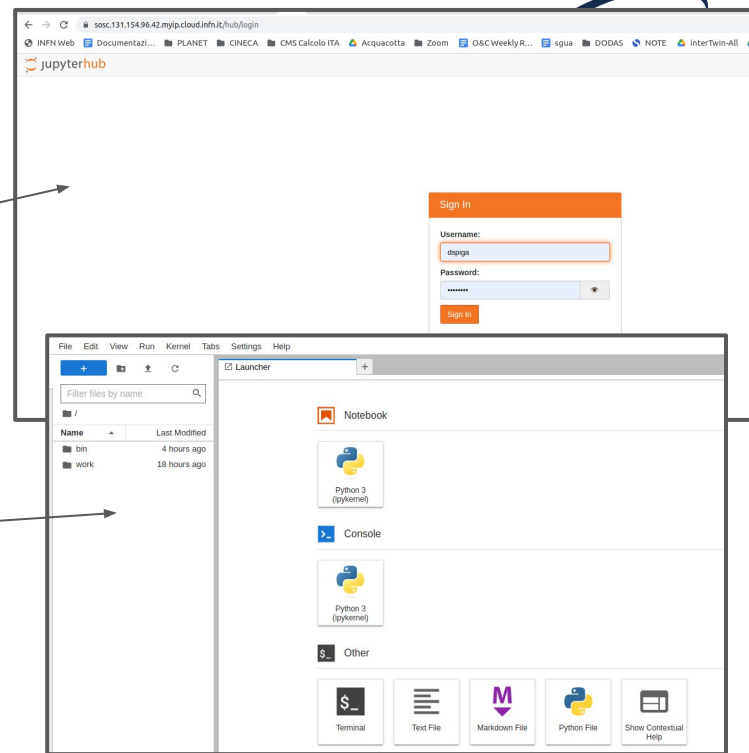 sosc.131.154.96.42.myip.cloud.infn.it/hub/login
INFN Web Documentazi... PLANET CINECA CMS Calcolo ITA Acquacotta Zoom O&C Weekly R... sgua DODAS NOTE interTwin-All
jupyterhub
Sign In
Username:
dspiga
Password:
••••••••
Sign in
File Edit View Run Kernel Tabs Settings Help
+
Launcher +
Filter files by name
/
Name Last Modified
bin 4 hours ago
work 18 hours ago
Notebook
Python 3
(ipykernel)
>_ Console
Python 3
(ipykernel)
$_ Other
$_
M
Terminal Text File Markdown File Python File Show Contextual
Help